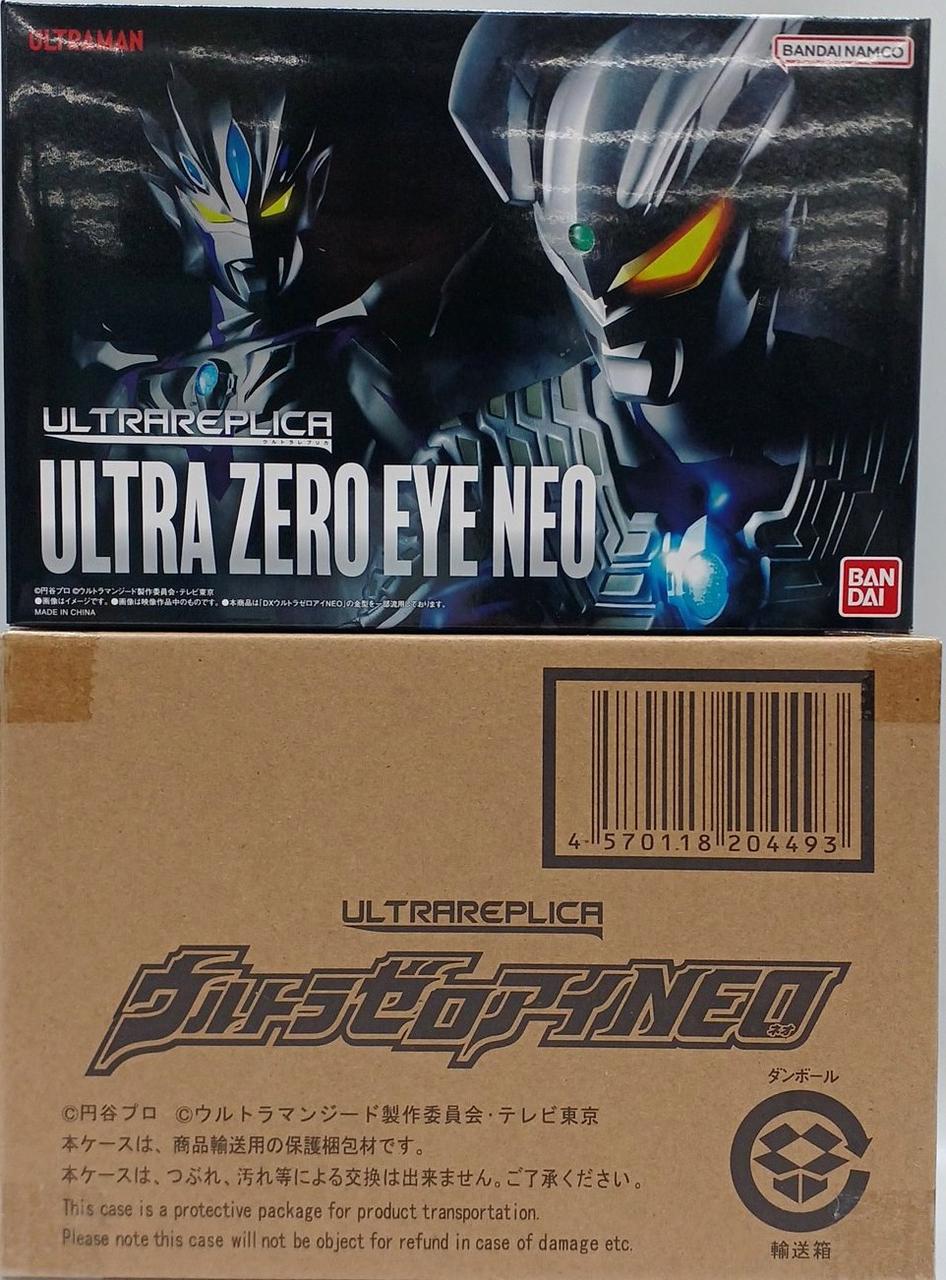 ULTRAMAN
BANDAI NAMCO
ULTRAREPLICA
ウルトラレプリカ
ULTRA ZERO EYE NEO
©円谷プロ ©ウルトラマンジード製作委員会・テレビ東京
●画像はイメージです。●画像は映像作品中のものです。●本商品は「DXウルトラゼロアイNEO」の金型を一部流用しております。
MADE IN CHINA
BAN
DAI
4 570118 204493
ULTRAREPLICA
ウルトラゼロアイNEO
ネオ
ダンボール
©円谷プロ ©ウルトラマンジード製作委員会・テレビ東京
本ケースは、商品輸送用の保護梱包材です。
本ケースは、つぶれ、汚れ等による交換は出来ません。ご了承ください。
This case is a protective package for product transportation.
Please note this case will not be object for refund in case of damage etc.
輸送箱